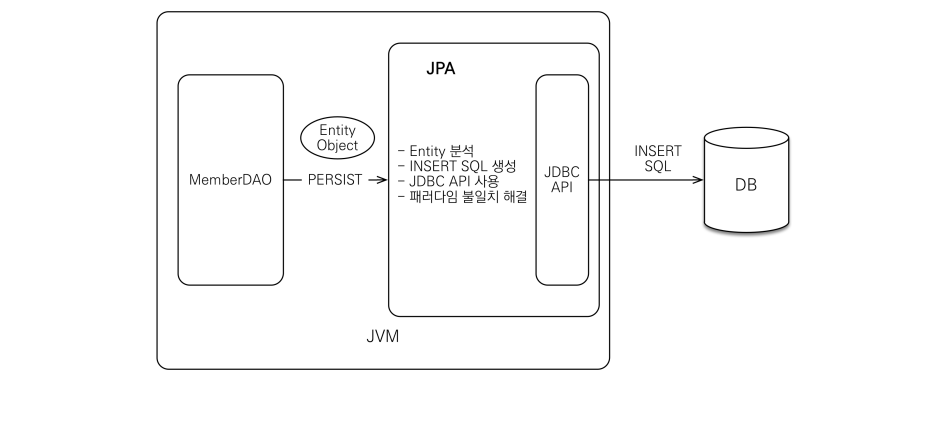 JPA
Entity
Object
MemberDAO
PERSIST
- Entity 분석
- INSERT SQL 생성
- JDBC API 사용
- 패러다임 불일치 해결
JDBC
API
INSERT
SQL
DB
JVM